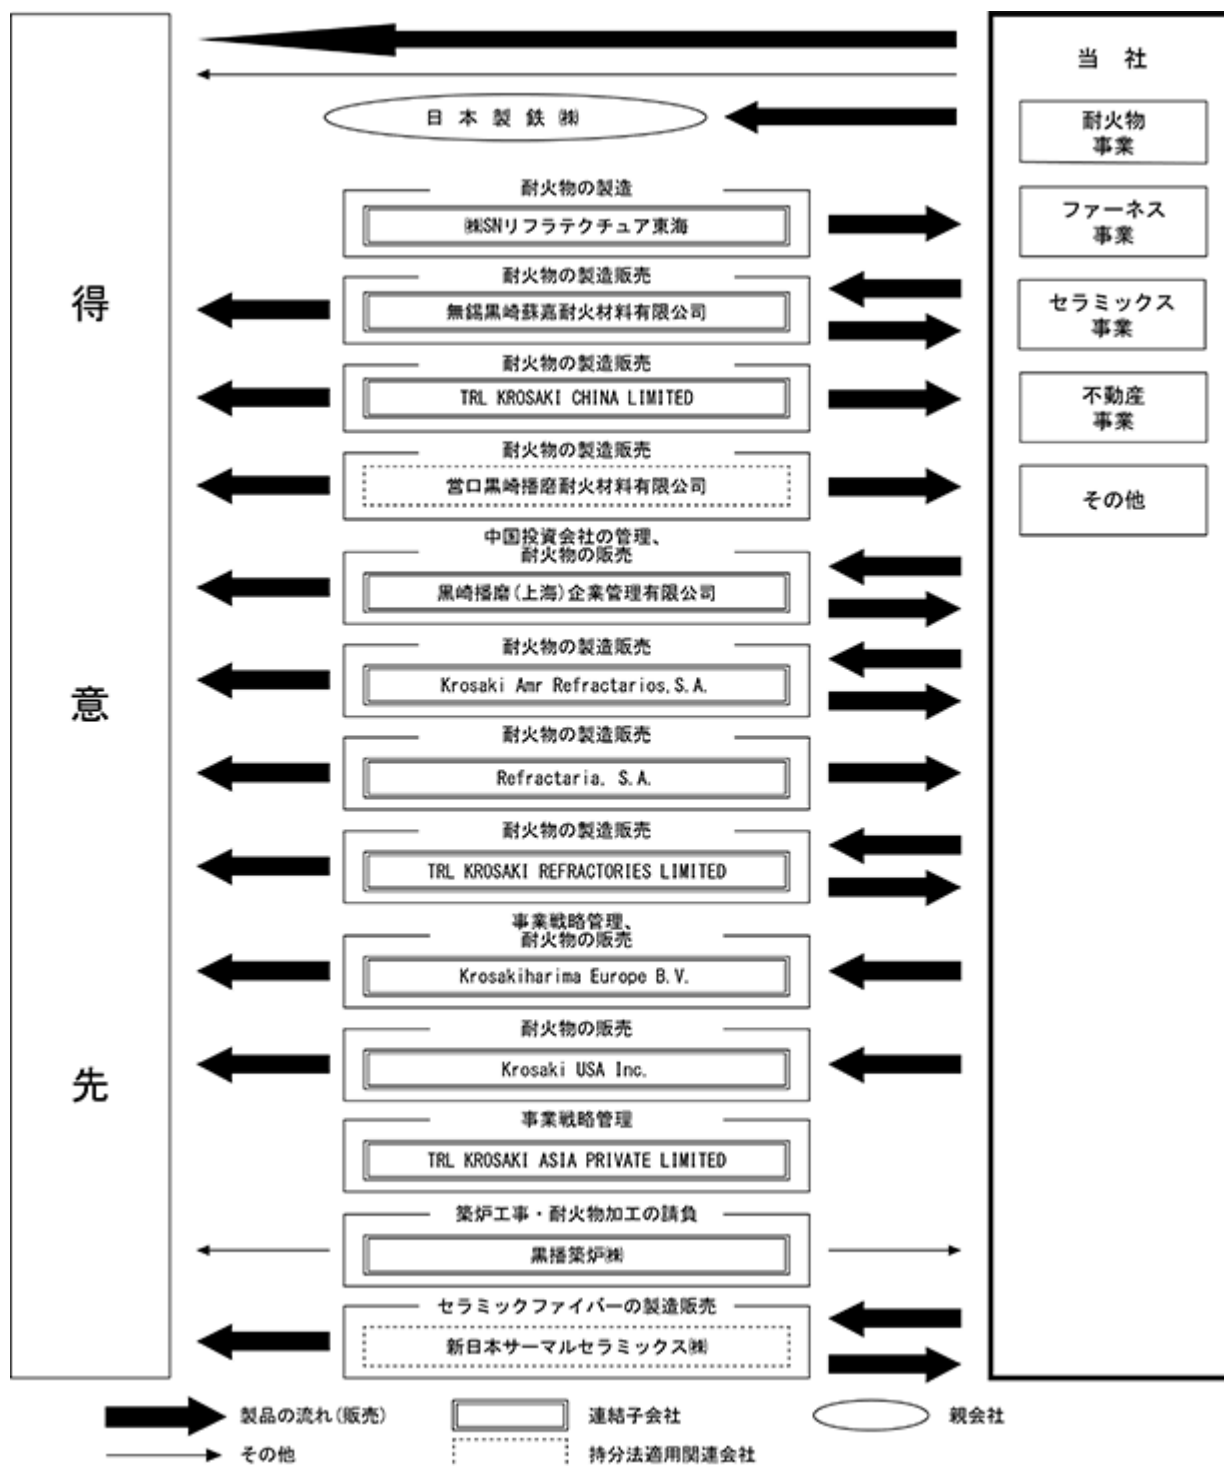 得
意
先
当 社
耐火物
事業
ファーネス
事業
セラミックス
事業
不動産
事業
その他
日 本 製 鉄 ㈱
耐火物の製造
㈱SNリフラテクチュア東海
耐火物の製造販売
無錫黒崎蘇嘉耐火材料有限公司
耐火物の製造販売
TRL KROSAKI CHINA LIMITED
耐火物の製造販売
営口黒崎播磨耐火材料有限公司
中国投資会社の管理、
耐火物の販売
黒崎播磨(上海)企業管理有限公司
耐火物の製造販売
Krosaki Amr Refractarios,S.A.
耐火物の製造販売
Refractaria, S.A.
耐火物の製造販売
TRL KROSAKI REFRACTORIES LIMITED
事業戦略管理、
耐火物の販売
Krosakiharima Europe B.V.
耐火物の販売
Krosaki USA Inc.
事業戦略管理
TRL KROSAKI ASIA PRIVATE LIMITED
築炉工事・耐火物加工の請負
黒播築炉㈱
セラミックファイバーの製造販売
新日本サーマルセラミックス㈱
製品の流れ(販売)
連結子会社
親会社
その他
持分法適用関連会社